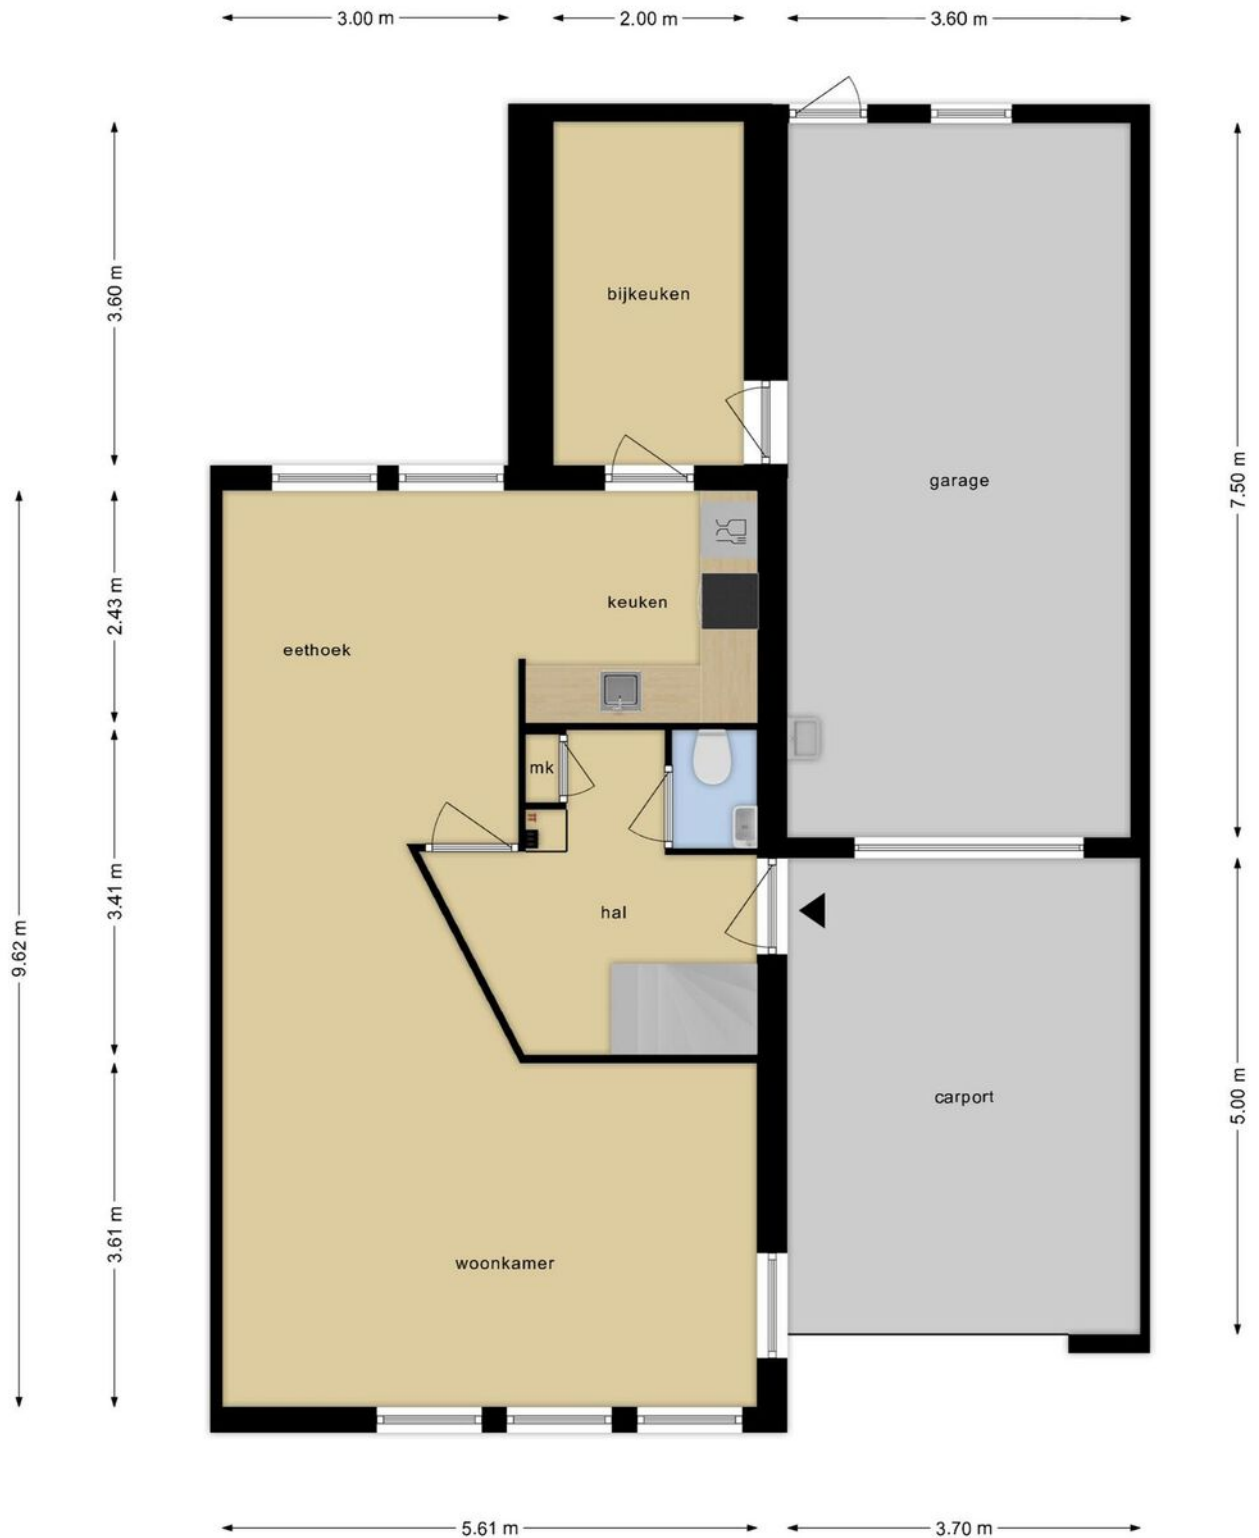 3.00 m
2.00 m
3.60 m
3.60 m
bijkeuken
garage
7.50 m
2.43 m
keuken
eethoek
mk
3.41 m
hal
9.62 m
carport
5.00 m
3.61 m
woonkamer
5.61 m
3.70 m